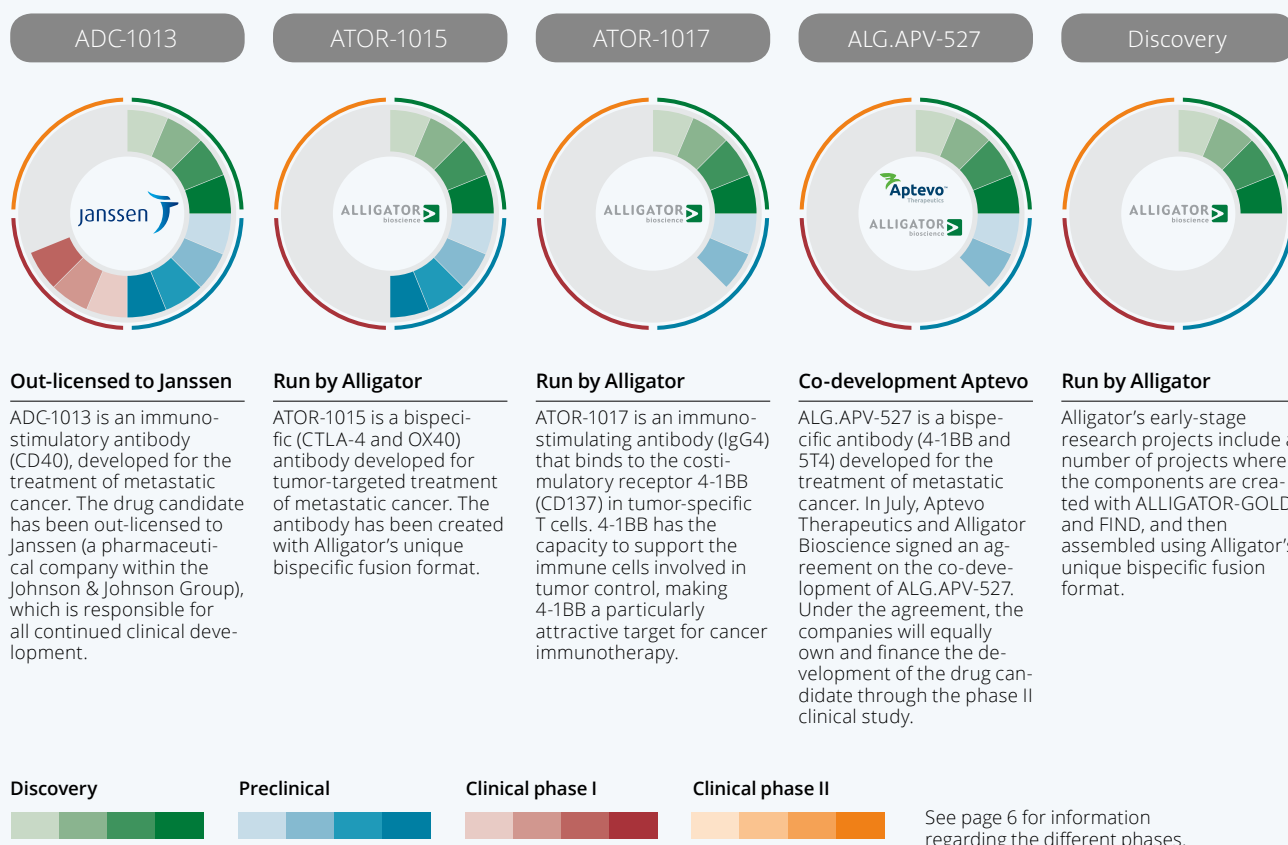 ADC-1013
ATOR-1015
ATOR-1017
ALG.APV-527
Discovery
janssen
ALLIGATOR
bioscience
ALLIGATOR
bioscience
Aptevo
Therapeutics
ALLIGATOR
bioscience
ALLIGATOR
bioscience
Out-licensed to Janssen
ADC-1013 is an immuno-
stimulatory antibody
(CD40), developed for the
treatment of metastatic
cancer. The drug candidate
has been out-licensed to
Janssen (a pharmaceuti-
cal company within the
Johnson & Johnson Group),
which is responsible for
all continued clinical deve-
lopment.
Run by Alligator
ATOR-1015 is a bispeci-
fic (CTLA-4 and OX40)
antibody developed for
tumor-targeted treatment
of metastatic cancer. The
antibody has been created
with Alligator’s unique
bispecific fusion format.
Run by Alligator
ATOR-1017 is an immuno-
stimulating antibody (IgG4)
that binds to the costi-
mulatory receptor 4-1BB
(CD137) in tumor-specific
T cells. 4-1BB has the
capacity to support the
immune cells involved in
tumor control, making
4-1BB a particularly
attractive target for cancer
immunotherapy.
Co-development Aptevo
ALG.APV-527 is a bispe-
cific antibody (4-1BB and
5T4) developed for the
treatment of metastatic
cancer. In July, Aptevo
Therapeutics and Alligator
Bioscience signed an ag-
reement on the co-deve-
lopment of ALG.APV-527.
Under the agreement, the
companies will equally
own and finance the de-
velopment of the drug can-
didate through the phase II
clinical study.
Run by Alligator
Alligator’s early-stage
research projects include a
number of projects where
the components are crea-
ted with ALLIGATOR-GOLD
and FIND, and then
assembled using Alligator’s
unique bispecific fusion
format.
Discovery
Preclinical
Clinical phase I
Clinical phase II
See page 6 for information
regarding the different phases.